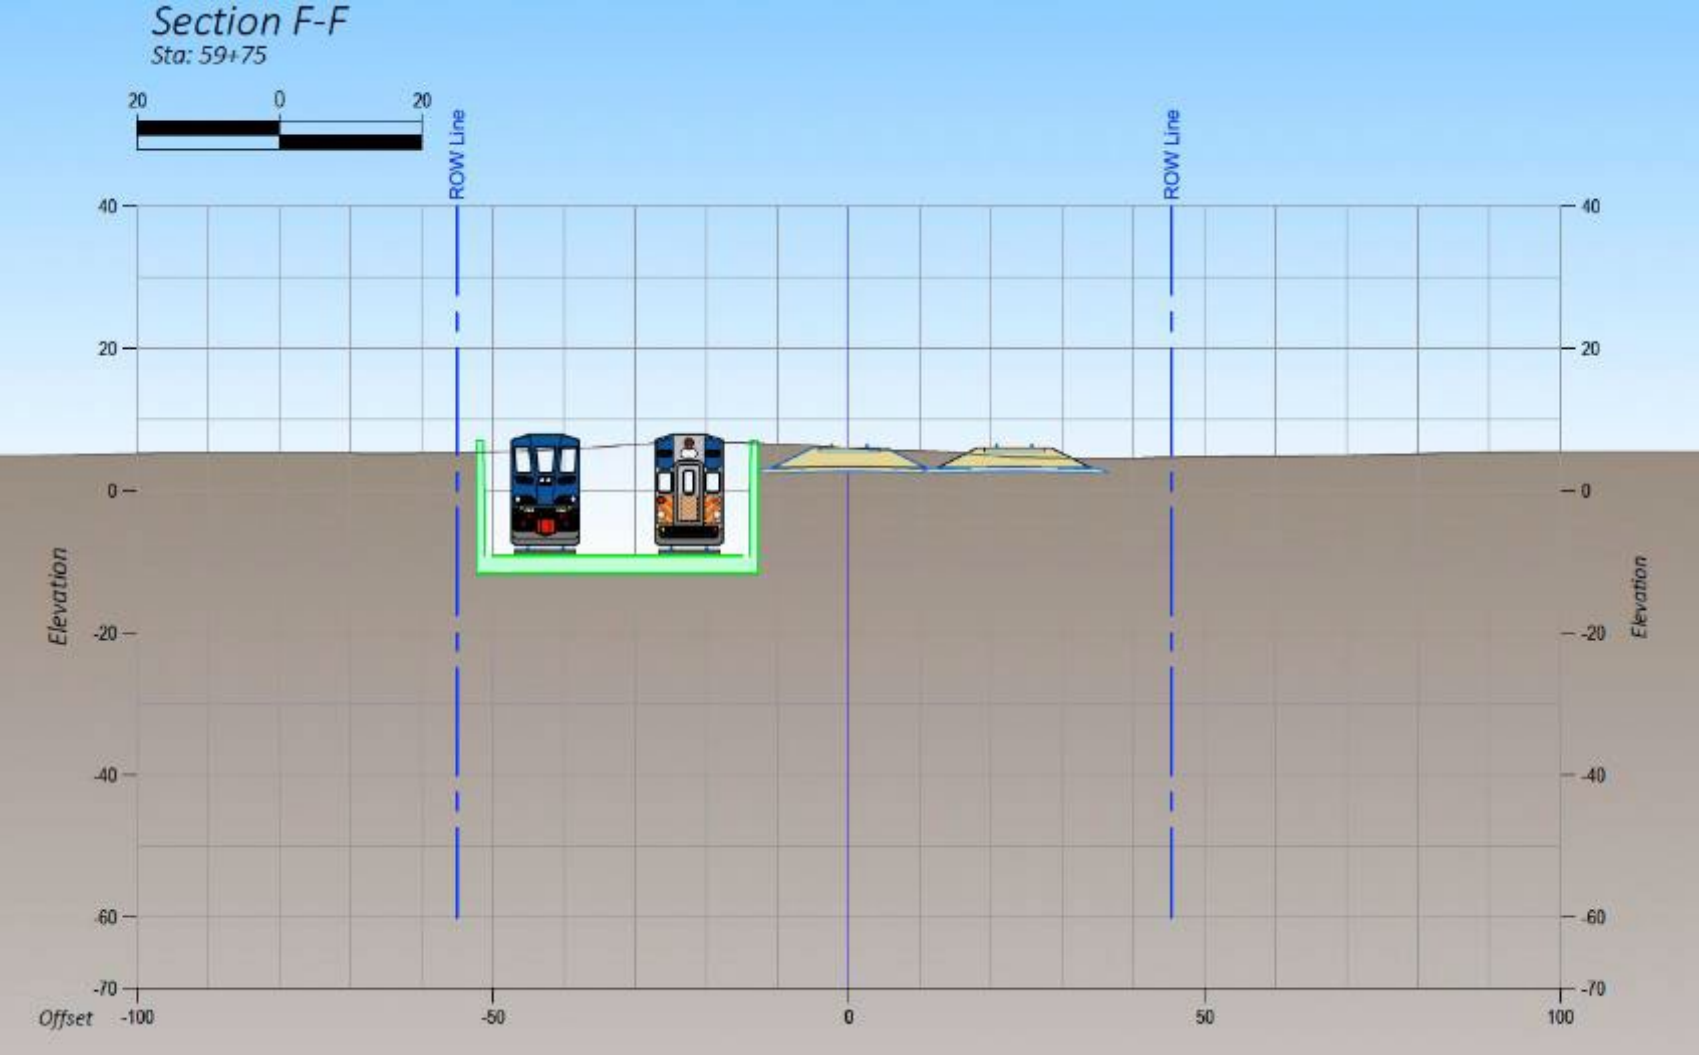 Section F-F
Sta: 59+75
20 0 20
ROW Line
ROW Line
40 40
20 20
0 0
-20 -20
-40 -40
-60 -60
-70 -70
Elevation
Elevation
Offset -100 -50 0 50 100